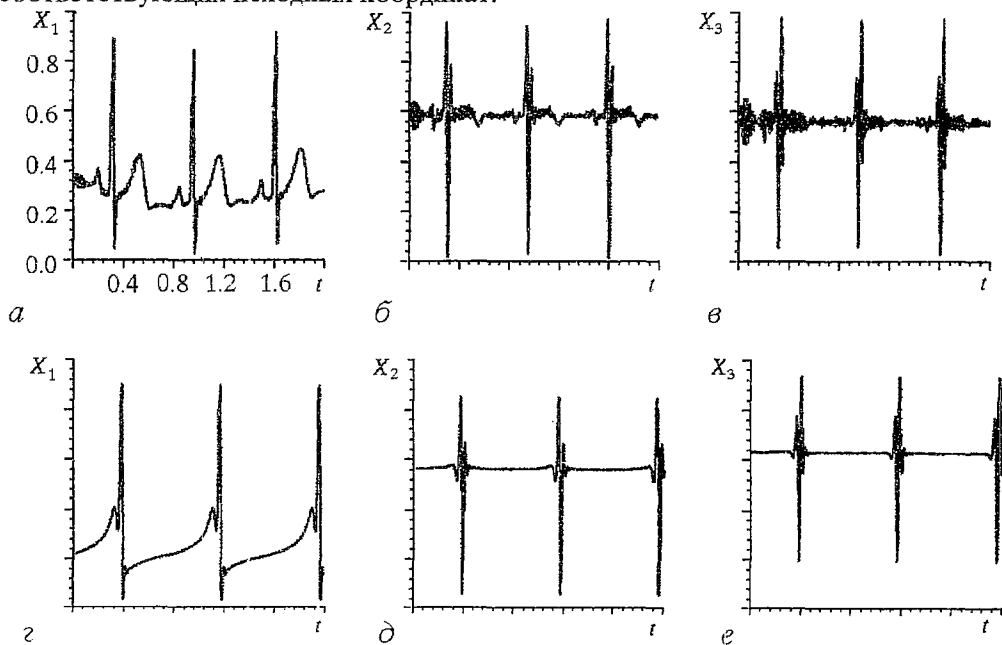 соответствующих исходных координат.
X₁
0.8
0.6
0.4
0.2
0.0
0.4 0.8 1.2 1.6 t
а
X₂
t
б
X₃
t
в
X₁
t
г
X₂
t
д
X₃
t
е